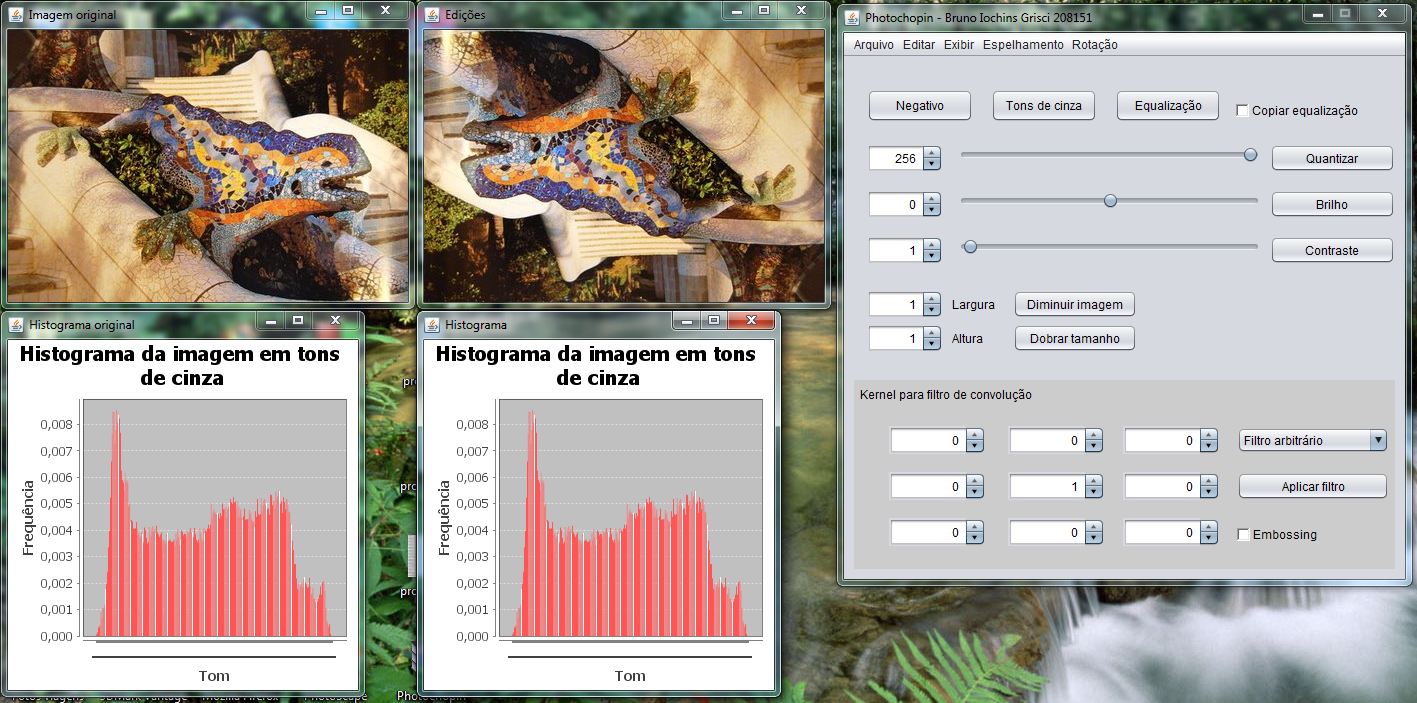 Imagem original
Edições
Photochopin - Bruno Iochins Grisci 208151
Arquivo Editar Exibir Espelhamento Rotação
Negativo
Tons de cinza
Equalização
Copiar equalização
256
Quantizar
0
Brilho
1
Contraste
1
Largura
Diminuir imagem
1
Altura
Dobrar tamanho
Kernel para filtro de convolução
0
0
0
Filtro arbitrário
0
1
0
Aplicar filtro
0
0
0
Embossing
Histograma original
Histograma da imagem em tons
de cinza
Frequência
0,008
0,007
0,006
0,005
0,004
0,003
0,002
0,001
0,000
Tom
Histograma
Histograma da imagem em tons
de cinza
Frequência
0,008
0,007
0,006
0,005
0,004
0,003
0,002
0,001
0,000
Tom
Photochopin